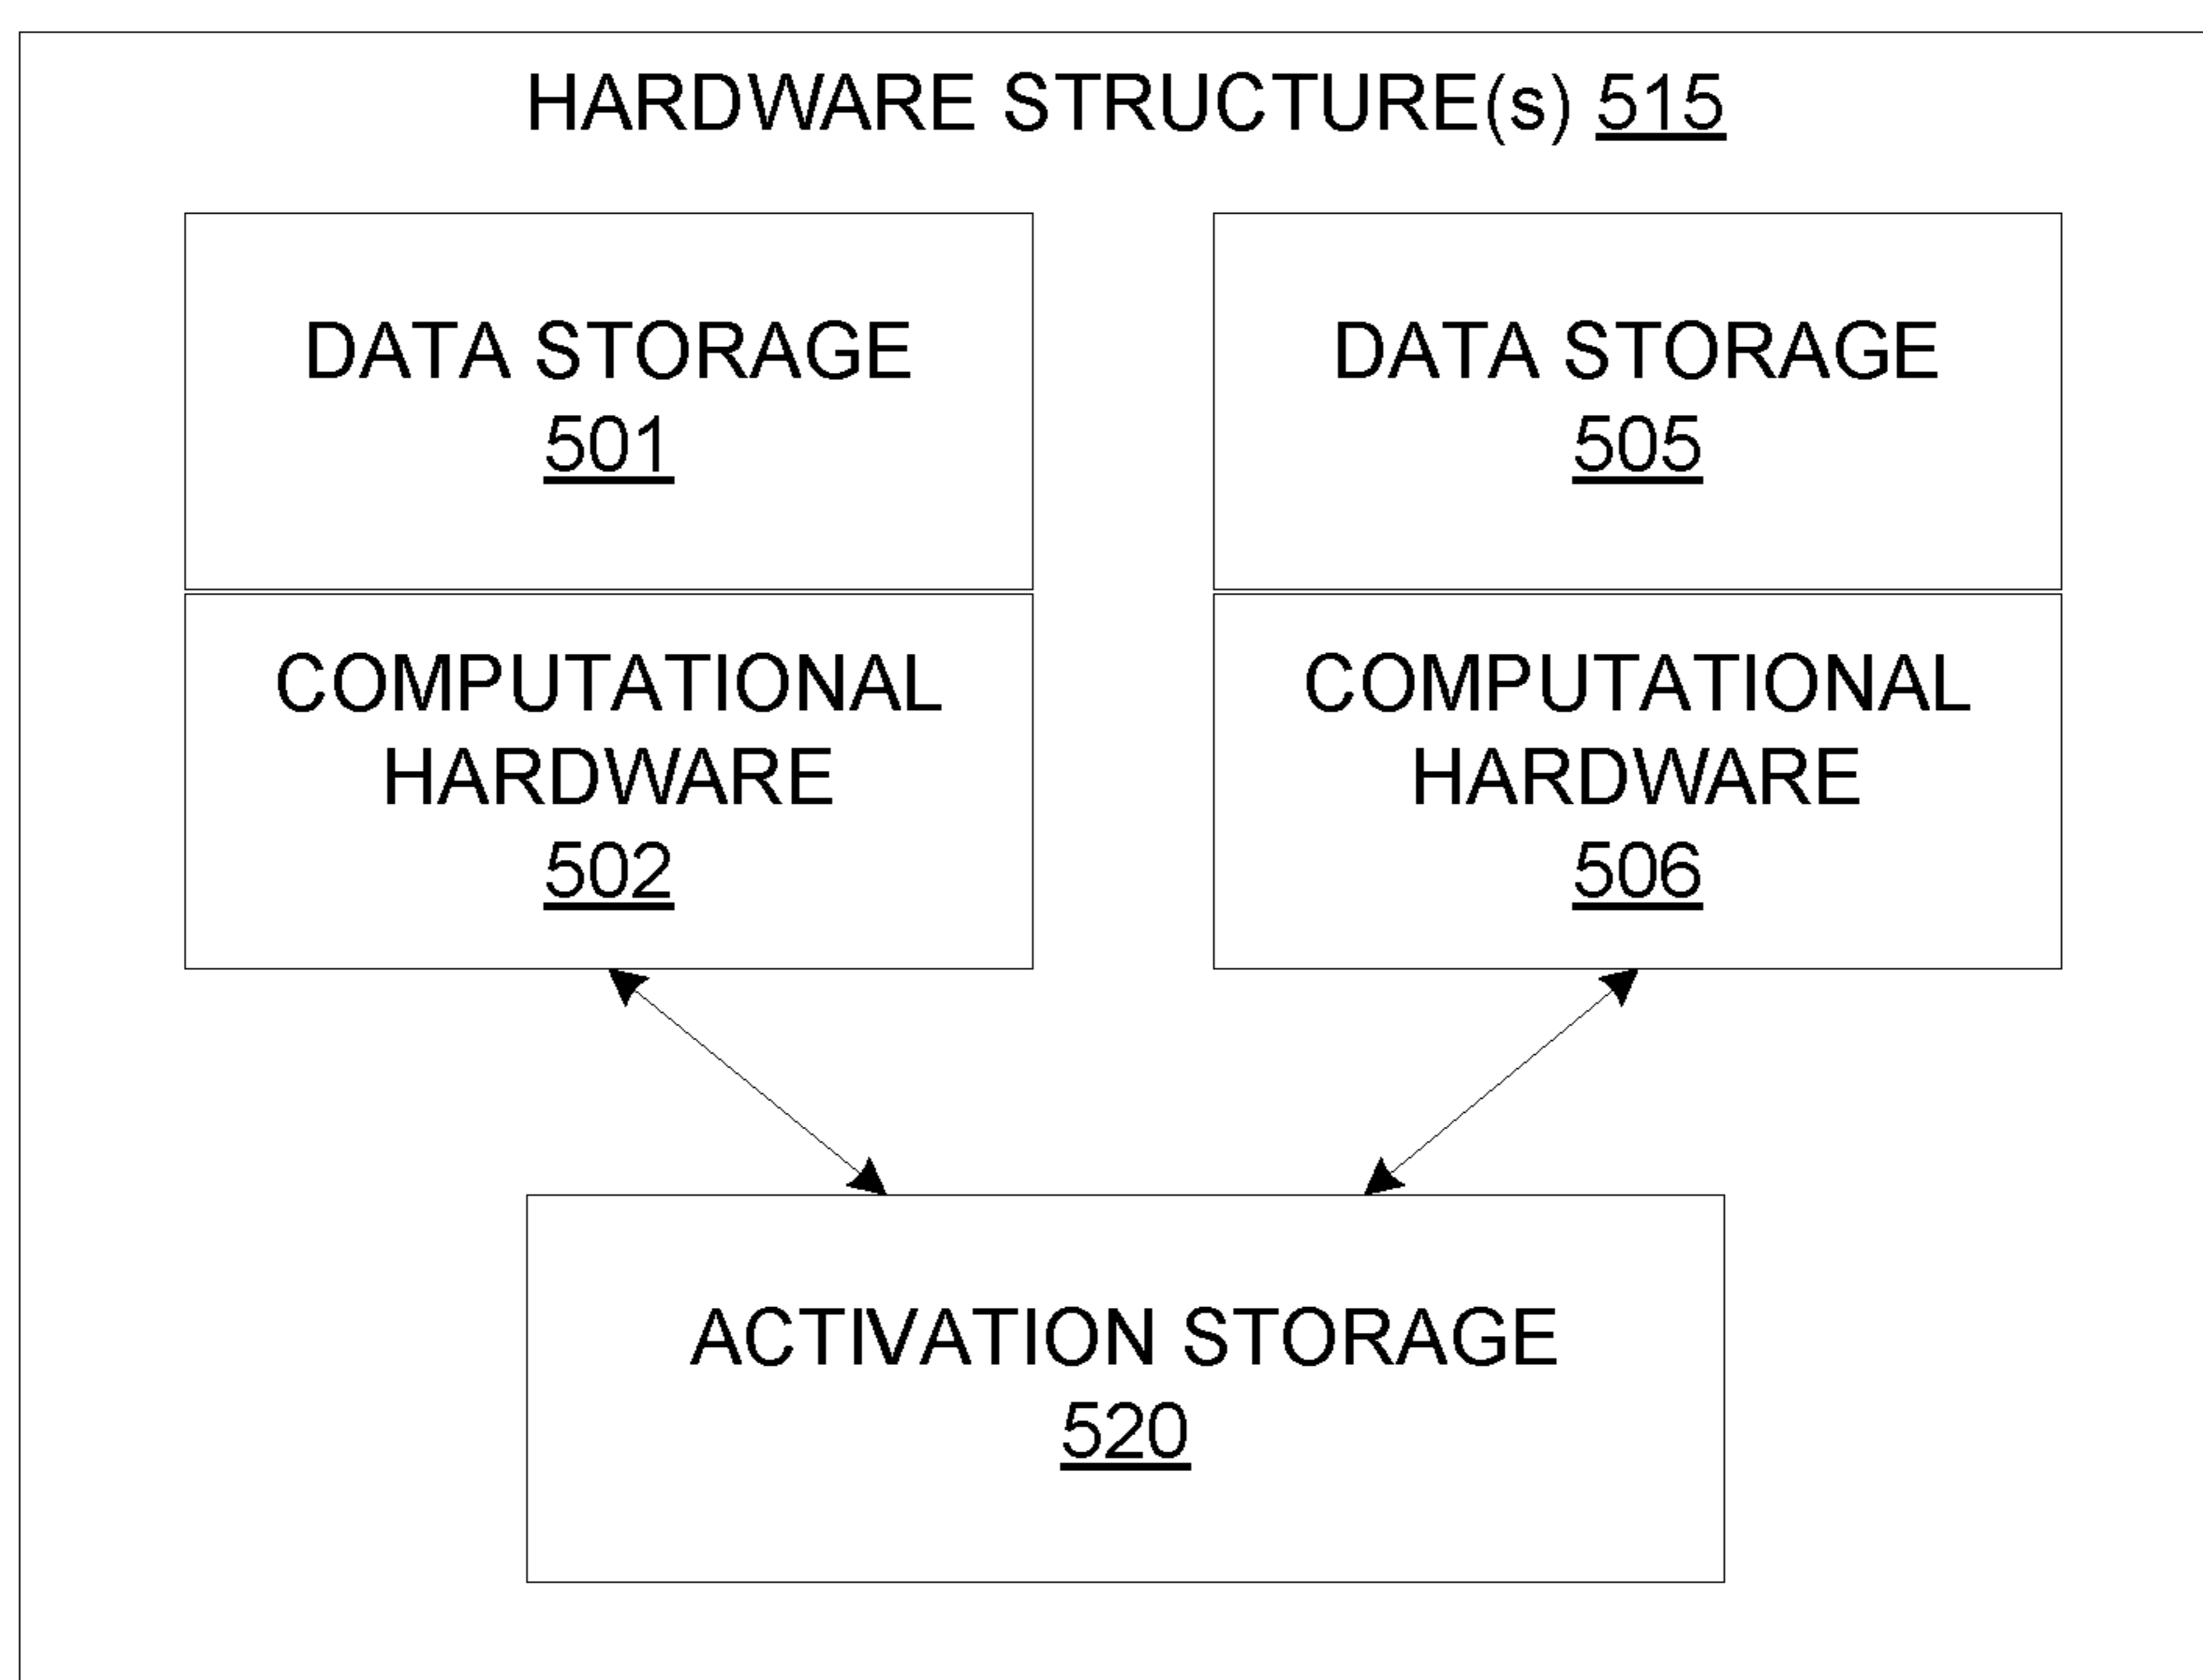 HARDWARE STRUCTURE(s) 515
DATA STORAGE
501
COMPUTATIONAL
HARDWARE
502
DATA STORAGE
505
COMPUTATIONAL
HARDWARE
506
ACTIVATION STORAGE
520